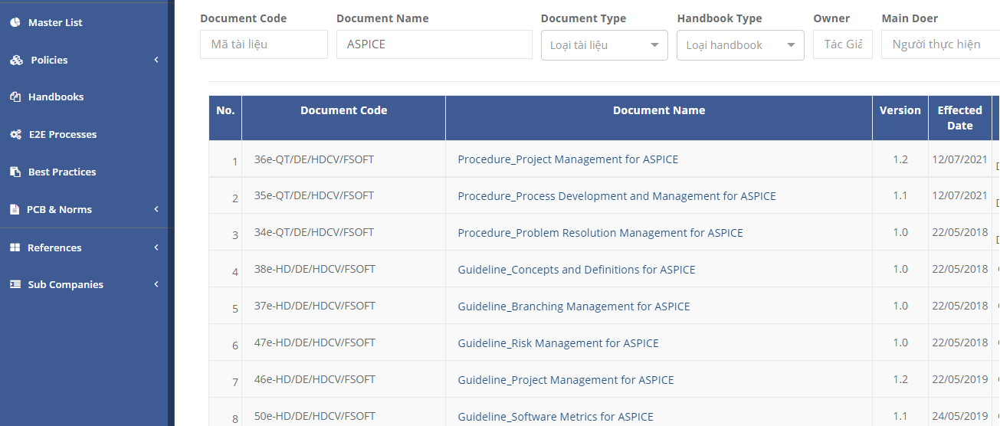 Master List
Policies
Handbooks
E2E Processes
Best Practices
PCB & Norms
References
Sub Companies
Document Code Document Name Document Type Handbook Type Owner Main Doer
Mã tài liệu ASPICE Loại tài liệu Loại handbook Tác Giả Người thực hiện
No. Document Code Document Name Version Effected Date
1 36e-QT/DE/HDCV/FSOFT Procedure_Project Management for ASPICE 1.2 12/07/2021
2 35e-QT/DE/HDCV/FSOFT Procedure_Process Development and Management for ASPICE 1.1 12/07/2021
3 34e-QT/DE/HDCV/FSOFT Procedure_Problem Resolution Management for ASPICE 1.0 22/05/2018
4 38e-HD/DE/HDCV/FSOFT Guideline_Concepts and Definitions for ASPICE 1.0 22/05/2018
5 37e-HD/DE/HDCV/FSOFT Guideline_Branching Management for ASPICE 1.0 22/05/2018
6 47e-HD/DE/HDCV/FSOFT Guideline_Risk Management for ASPICE 1.0 22/05/2018
7 46e-HD/DE/HDCV/FSOFT Guideline_Project Management for ASPICE 1.2 22/05/2019
8 50e-HD/DE/HDCV/FSOFT Guideline_Software Metrics for ASPICE 1.1 24/05/2019